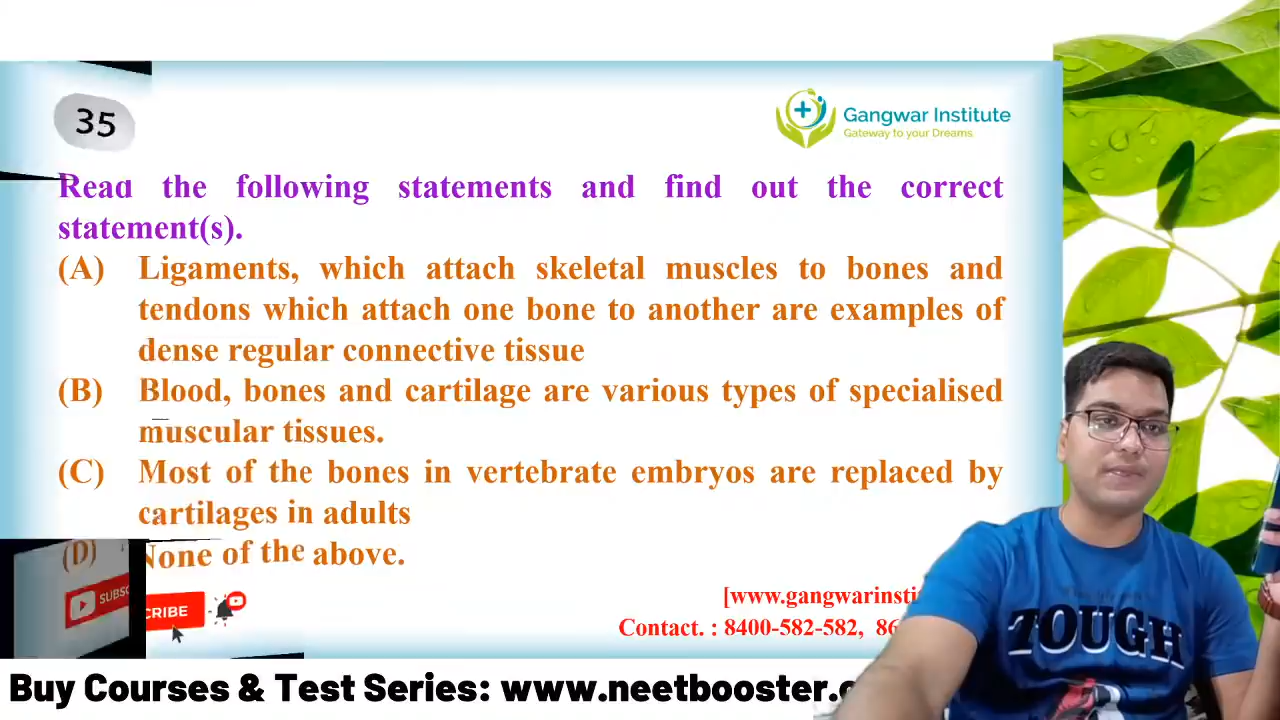 35
Gangwar Institute
Gateway to your Dreams
Read the following statements and find out the correct
statement(s).
(A) Ligaments, which attach skeletal muscles to bones and
tendons which attach one bone to another are examples of
dense regular connective tissue
(B) Blood, bones and cartilage are various types of specialised
muscular tissues.
(C) Most of the bones in vertebrate embryos are replaced by
cartilages in adults
(D) None of the above.
SUBSCRIBE
[www.gangwarinsti
Contact. : 8400-582-582, 86
TOUGH
Buy Courses & Test Series: www.neetbooster.c